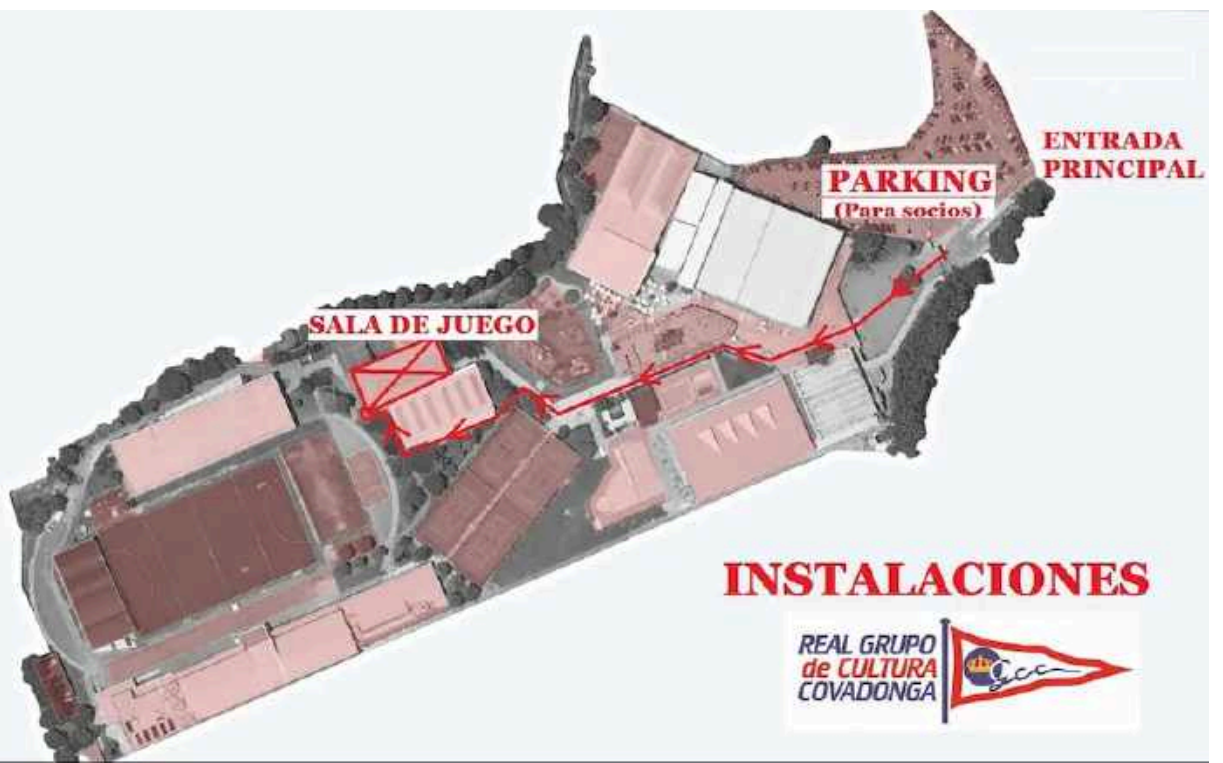 ENTRADA
PRINCIPAL
PARKING
(Para socios)
SALA DE JUEGO
INSTALACIONES
REAL GRUPO
de CULTURA
COVADONGA